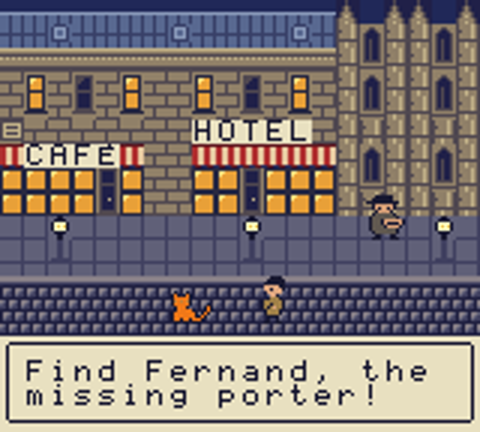 HOTEL
CAFE
Find Fernand, the
missing porter!